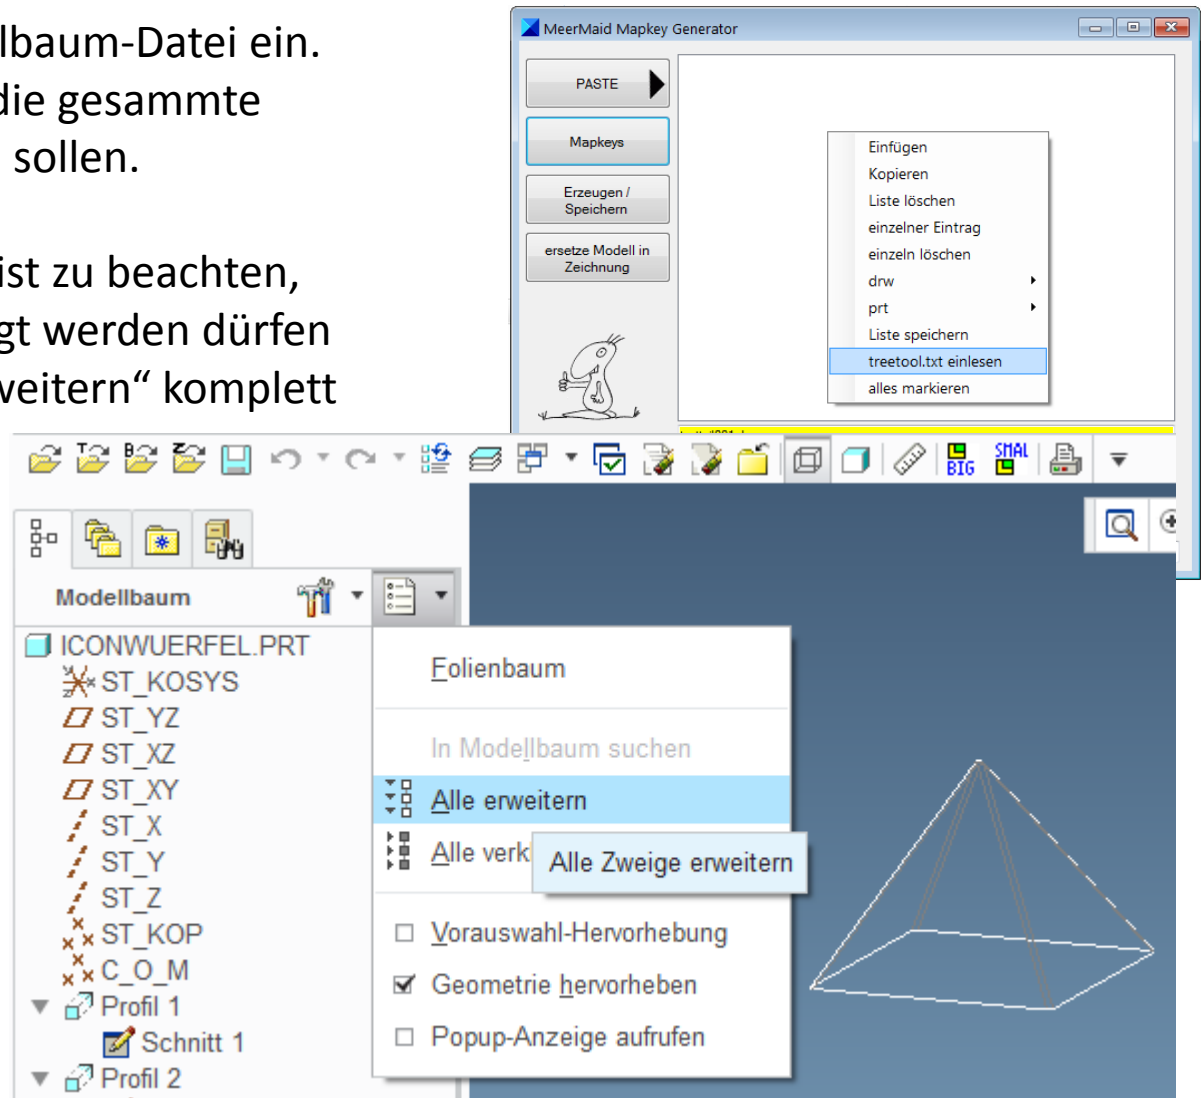 lbaum-Datei ein.
die gesammte
sollen.
ist zu beachten,
gt werden dürfen
weitern“ komplett
MeerMaid Mapkey Generator
PASTE
Mapkeys
Erzeugen /
Speichern
ersetze Modell in
Zeichnung
Einfügen
Kopieren
Liste löschen
einzelner Eintrag
einzeln löschen
drw
prt
Liste speichern
treetool.txt einlesen
alles markieren
T B Z
BIG
SMAL
Modellbaum
ICONWUERFEL.PRT
ST_KOSYS
ST_YZ
ST_XZ
ST_XY
ST_X
ST_Y
ST_Z
ST_KOP
C_O_M
Profil 1
Schnitt 1
Profil 2
Folienbaum
In Modellbaum suchen
Alle erweitern
Alle verk
Alle Zweige erweitern
Vorauswahl-Hervorhebung
Geometrie hervorheben
Popup-Anzeige aufrufen